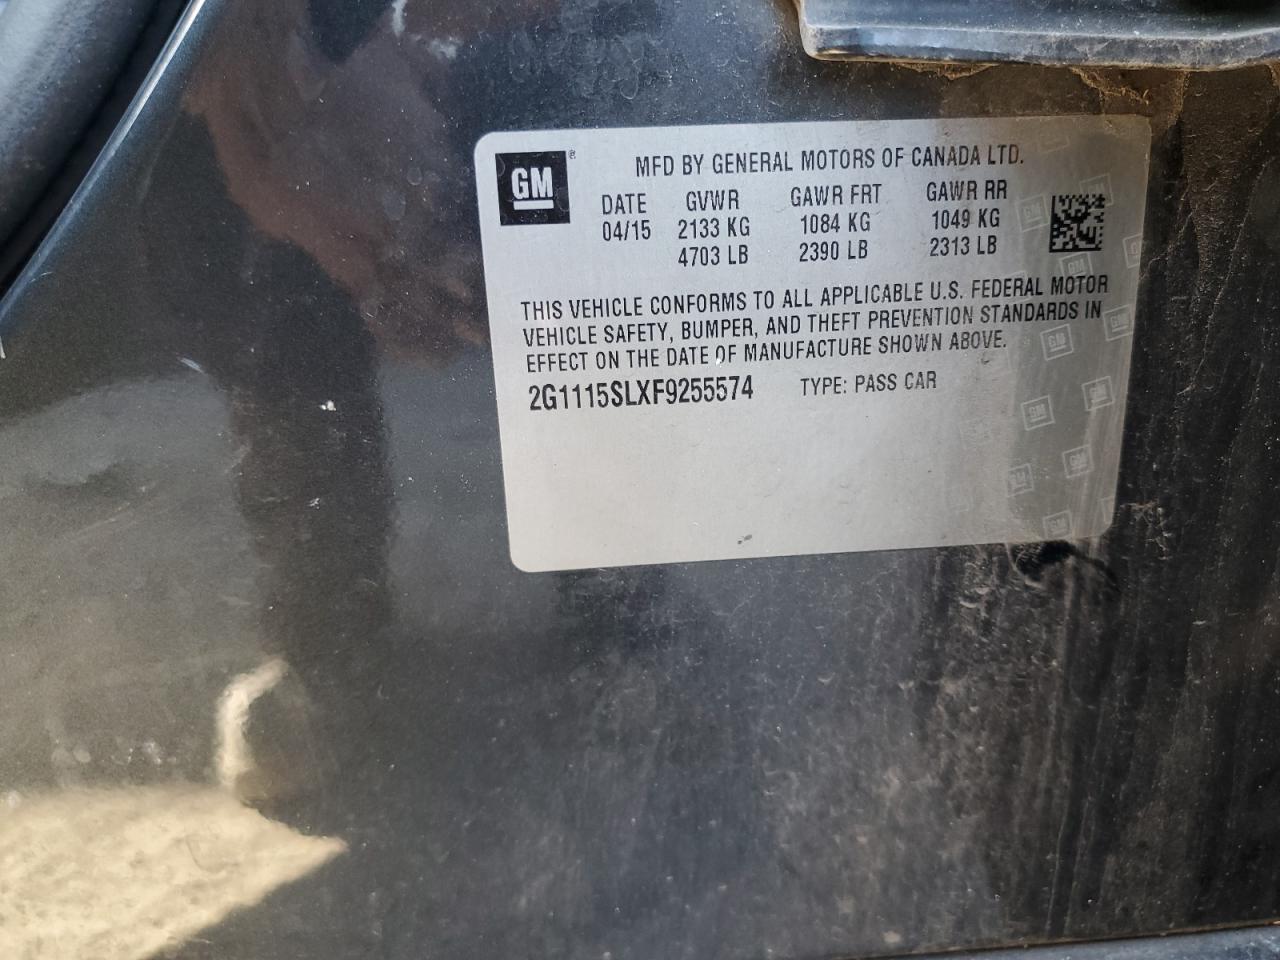 GM
MFD BY GENERAL MOTORS OF CANADA LTD.
DATE GVWR GAWR FRT GAWR RR
04/15 2133 KG 1084 KG 1049 KG
4703 LB 2390 LB 2313 LB
THIS VEHICLE CONFORMS TO ALL APPLICABLE U.S. FEDERAL MOTOR
VEHICLE SAFETY, BUMPER, AND THEFT PREVENTION STANDARDS IN
EFFECT ON THE DATE OF MANUFACTURE SHOWN ABOVE.
2G1115SLXF9255574 TYPE: PASS CAR